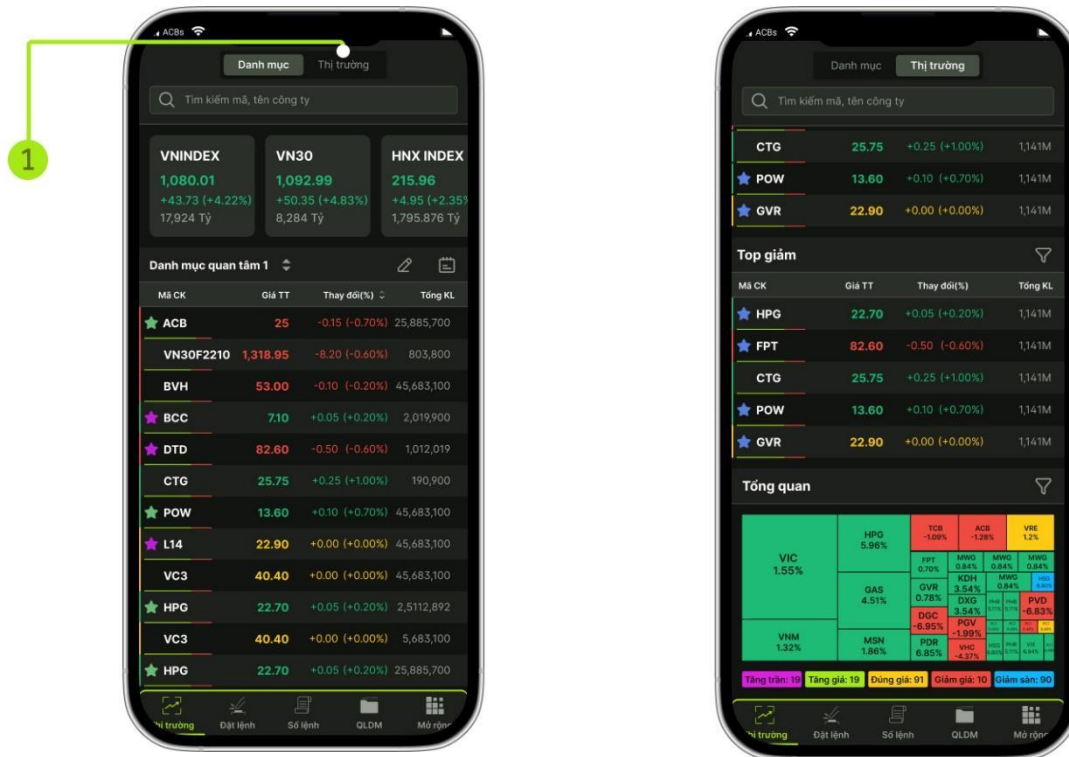 ACBs
Danh mục Thị trường
Tìm kiếm mã, tên công ty
1
VNINDEX VN30 HNX INDEX
1,080.01 1,092.99 215.96
+43.73 (+4.22%) +50.35 (+4.83%) +4.95 (+2.35%
17,924 Tỷ 8,284 Tỷ 1,795.876 Tỷ
Danh mục quan tâm 1
Mã CK Giá TT Thay đổi(%) Tổng KL
ACB 25 -0.15 (-0.70%) 25,885,700
VN30F2210 1,318.95 -8.20 (-0.60%) 803,800
BVH 53.00 -0.10 (-0.20%) 45,683,100
BCC 7.10 +0.05 (+0.20%) 2,019,900
DTD 82.60 -0.50 (-0.60%) 1,012,019
CTG 25.75 +0.25 (+1.00%) 190,900
POW 13.60 +0.10 (+0.70%) 45,683,100
L14 22.90 +0.00 (+0.00%) 45,683,100
VC3 40.40 +0.00 (+0.00%) 45,683,100
HPG 22.70 +0.05 (+0.20%) 2,5112,892
VC3 40.40 +0.00 (+0.00%) 5,683,100
HPG 22.70 +0.05 (+0.20%) 25,885,700
hị trường Đặt lệnh Sổ lệnh QLDM Mở rộn
ACBs
Danh mục Thị trường
Tìm kiếm mã, tên công ty
CTG 25.75 +0.25 (+1.00%) 1,141M
POW 13.60 +0.10 (+0.70%) 1,141M
GVR 22.90 +0.00 (+0.00%) 1,141M
Top giảm
Mã CK Giá TT Thay đổi(%) Tổng KL
HPG 22.70 +0.05 (+0.20%) 1,141M
FPT 82.60 -0.50 (-0.60%) 1,141M
CTG 25.75 +0.25 (+1.00%) 1,141M
POW 13.60 +0.10 (+0.70%) 1,141M
GVR 22.90 +0.00 (+0.00%) 1,141M
Tổng quan
VIC
1.55%
VNM
1.32%
HPG
5.96%
GAS
4.51%
MSN
1.86%
TCB
-1.09%
ACB
-1.28%
VRE
1.2%
FPT
0.70%
MWG
0.84%
MWG
0.84%
MWG
0.84%
GVR
0.78%
KDH
3.54%
MWG
0.84%
DXG
3.54%
PVD
-6.83%
DGC
-6.95%
PGV
-1.99%
PDR
6.85%
VHC
-4.37%
Tăng trần: 19 Tăng giá: 19 Đứng giá: 91 Giảm giá: 10 Giảm sàn: 90
hị trường Đặt lệnh Sổ lệnh QLDM Mở rộn